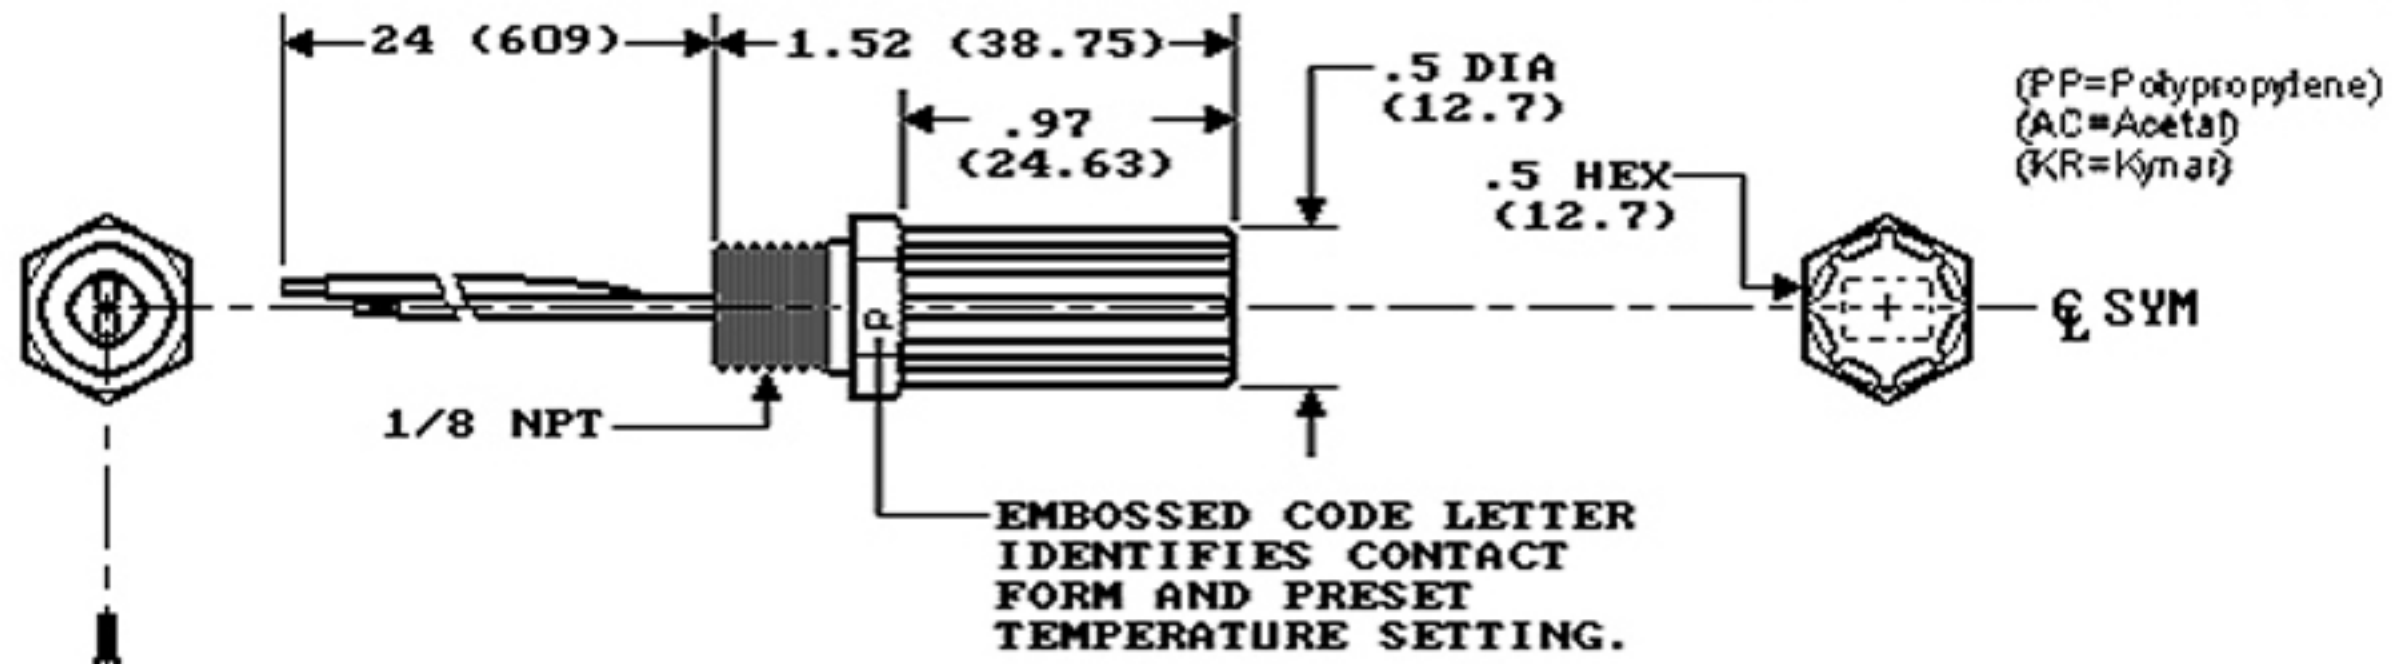 24 (609)
1.52 (38.75)
.97
(24.63)
.5 DIA
(12.7)
.5 HEX
(12.7)
(PP=Polypropylene)
(AC=Acetal)
(KR=Kynar)
P
℄ SYM
1/8 NPT
EMBOSSED CODE LETTER
IDENTIFIES CONTACT
FORM AND PRESET
TEMPERATURE SETTING.